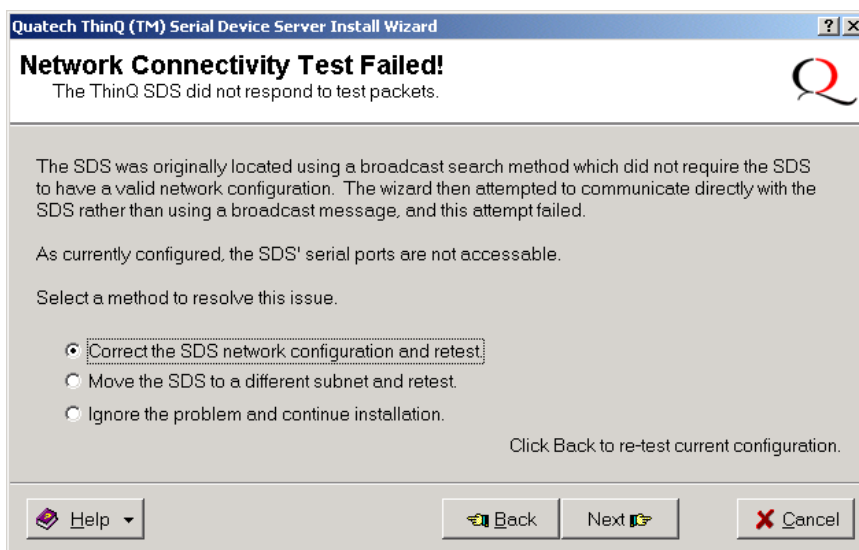 Quatech ThinQ (TM) Serial Device Server Install Wizard
Network Connectivity Test Failed!
The ThinQ SDS did not respond to test packets.
The SDS was originally located using a broadcast search method which did not require the SDS
to have a valid network configuration. The wizard then attempted to communicate directly with the
SDS rather than using a broadcast message, and this attempt failed.
As currently configured, the SDS' serial ports are not accessable.
Select a method to resolve this issue.
Correct the SDS network configuration and retest.
Move the SDS to a different subnet and retest.
Ignore the problem and continue installation.
Click Back to re-test current configuration.
Help
Back
Next
Cancel